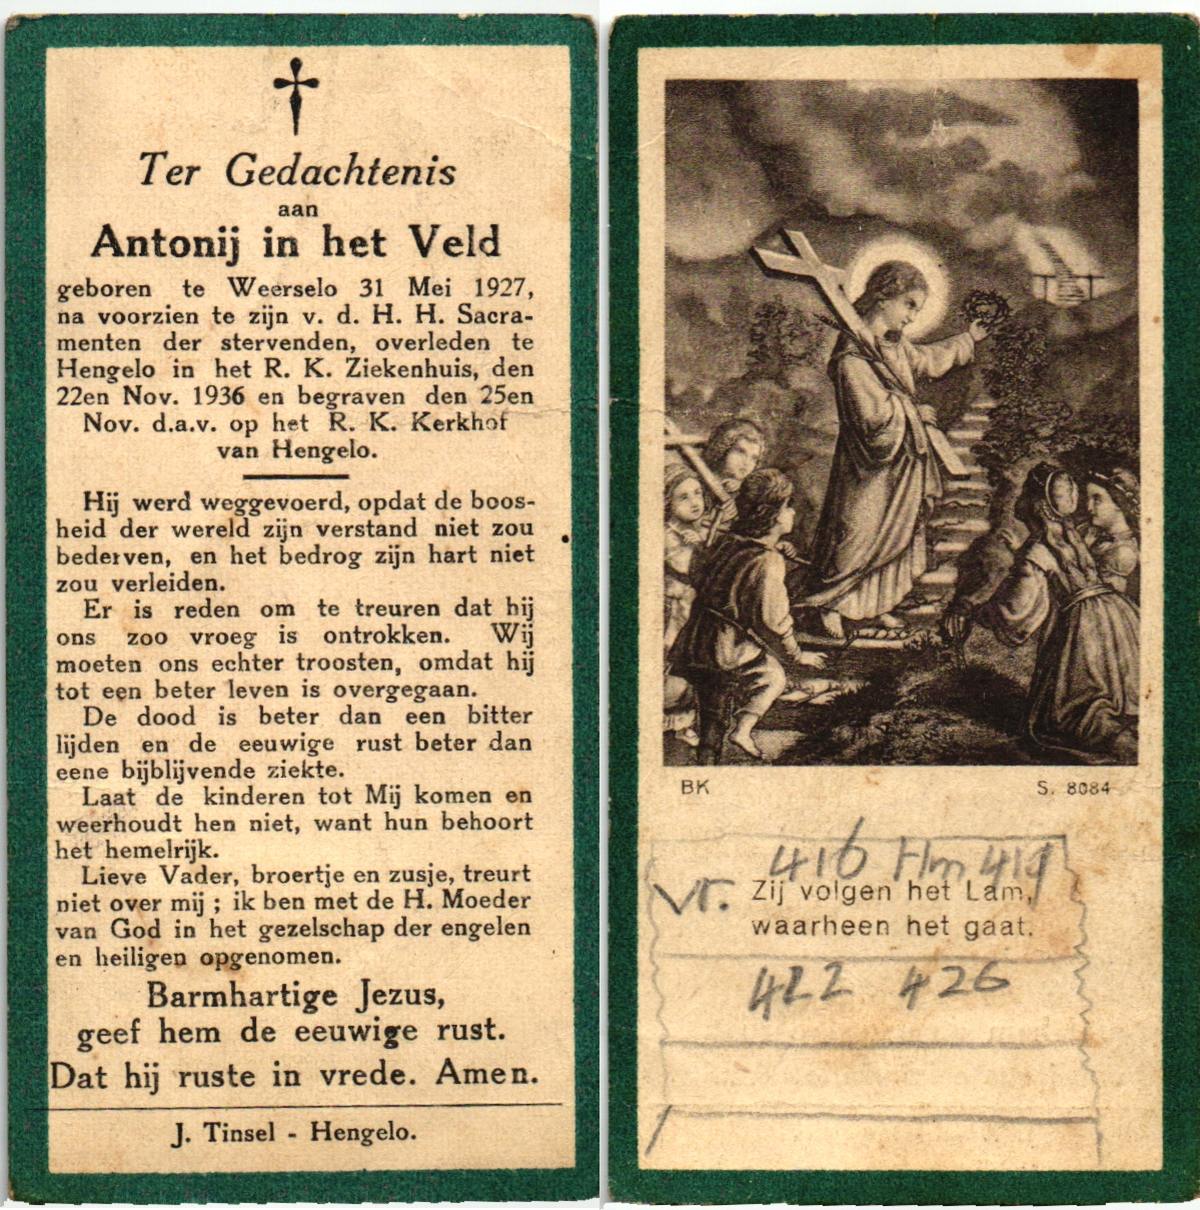 Ter Gedachtenis
aan
Antonij in het Veld
geboren te Weerselo 31 Mei 1927,
na voorzien te zijn v. d. H. H. Sacra-
menten der stervenden, overleden te
Hengelo in het R. K. Ziekenhuis, den
22en Nov. 1936 en begraven den 25en
Nov. d.a.v. op het R. K. Kerkhof
van Hengelo.
Hij werd weggevoerd, opdat de boos-
heid der wereld zijn verstand niet zou
bederven, en het bedrog zijn hart niet
zou verleiden.
Er is reden om te treuren dat hij
ons zoo vroeg is ontrokken. Wij
moeten ons echter troosten, omdat hij
tot een beter leven is overgegaan.
De dood is beter dan een bitter
lijden en de eeuwige rust beter dan
eene bijblijvende ziekte.
Laat de kinderen tot Mij komen en
weerhoudt hen niet, want hun behoort
het hemelrijk.
Lieve Vader, broertje en zusje, treurt
niet over mij ; ik ben met de H. Moeder
van God in het gezelschap der engelen
en heiligen opgenomen.
Barmhartige Jezus,
geef hem de eeuwige rust.
Dat hij ruste in vrede. Amen.
J. Tinsel - Hengelo.
BK S. 8084
416 Hm 419
vr. Zij volgen het Lam,
waarheen het gaat.
422 426